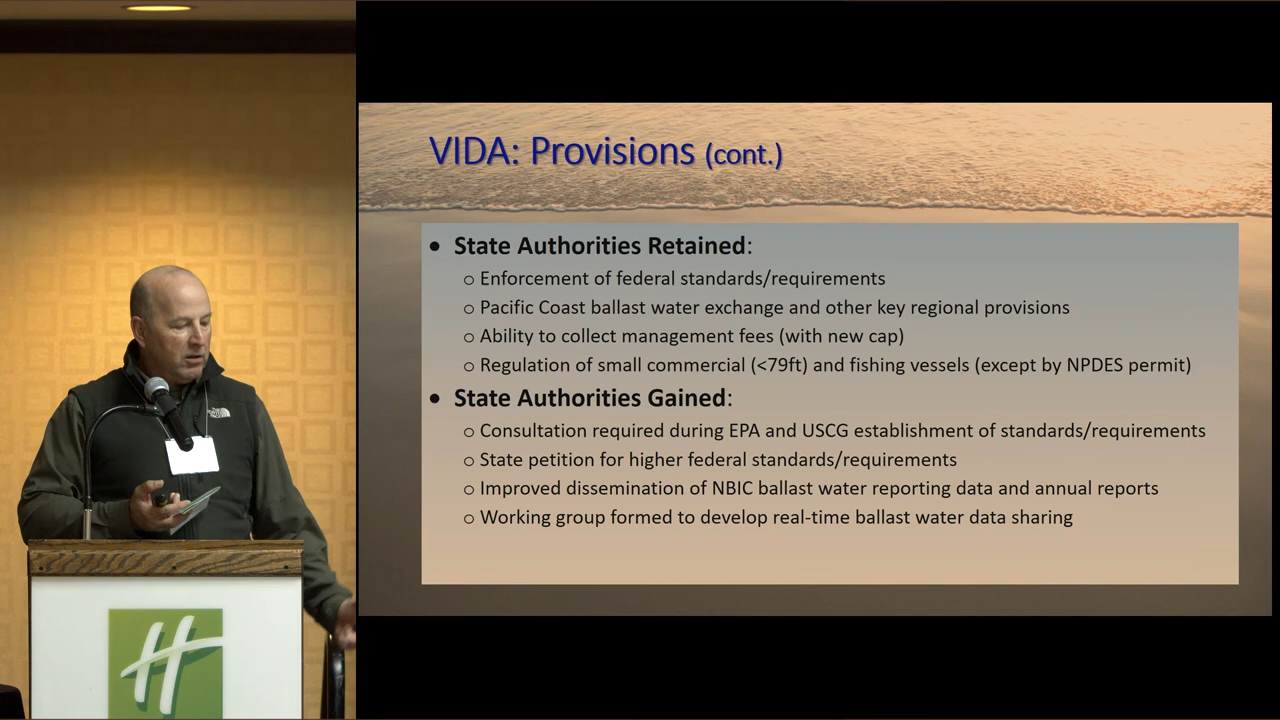 VIDA: Provisions (cont.)
• State Authorities Retained:
o Enforcement of federal standards/requirements
o Pacific Coast ballast water exchange and other key regional provisions
o Ability to collect management fees (with new cap)
o Regulation of small commercial (<79ft) and fishing vessels (except by NPDES permit)
• State Authorities Gained:
o Consultation required during EPA and USCG establishment of standards/requirements
o State petition for higher federal standards/requirements
o Improved dissemination of NBIC ballast water reporting data and annual reports
o Working group formed to develop real-time ballast water data sharing
THE
NORTH
FACE
H